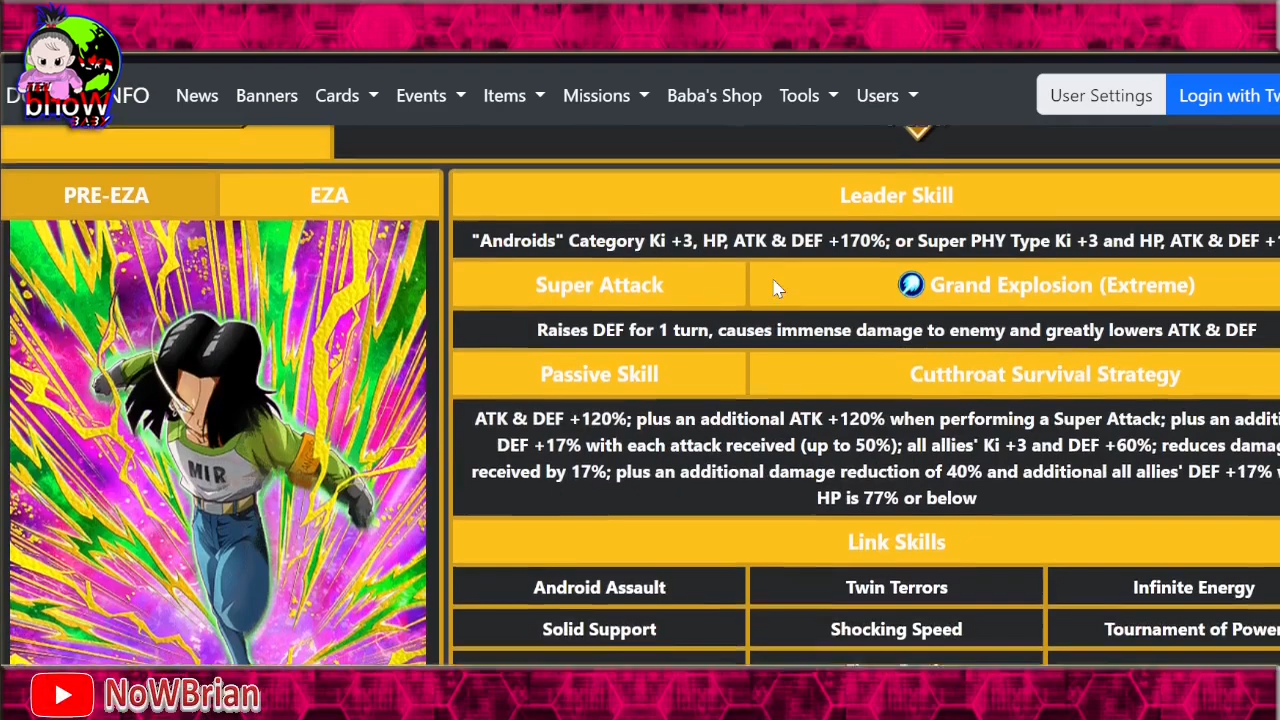 News Banners Cards Events Items Missions Baba's Shop Tools Users User Settings Login with
bhoW
BABY
PRE-EZA EZA
MIR
Leader Skill
"Androids" Category Ki +3, HP, ATK & DEF +170%; or Super PHY Type Ki +3 and HP, ATK & DEF
Super Attack Grand Explosion (Extreme)
Raises DEF for 1 turn, causes immense damage to enemy and greatly lowers ATK & DEF
Passive Skill Cutthroat Survival Strategy
ATK & DEF +120%; plus an additional ATK +120% when performing a Super Attack; plus an
DEF +17% with each attack received (up to 50%); all allies' Ki +3 and DEF +60%; reduces
received by 17%; plus an additional damage reduction of 40% and additional all allies' DEF +17%
HP is 77% or below
Link Skills
Android Assault Twin Terrors Infinite Energy
Solid Support Shocking Speed Tournament of Power
NoWBrian